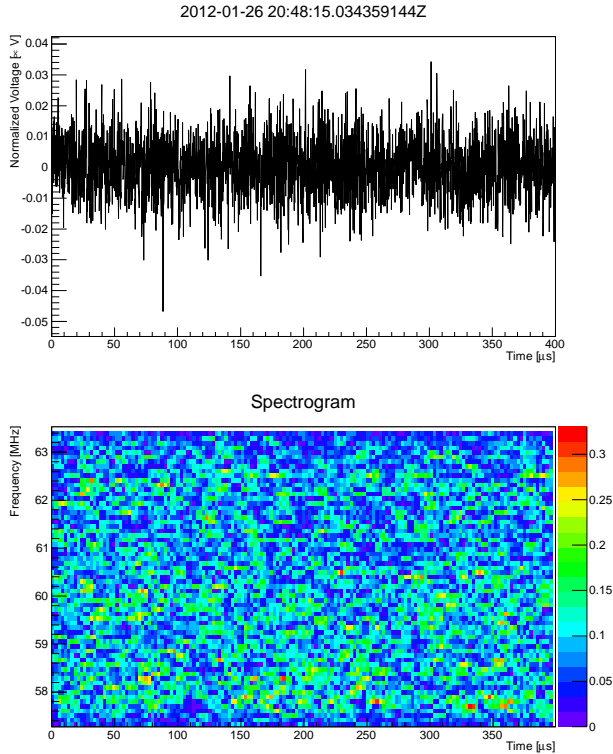 2012-01-26 20:48:15.034359144Z
Normalized Voltage [∝ V]
0.04
0.03
0.02
0.01
0
-0.01
-0.02
-0.03
-0.04
-0.05
0 50 100 150 200 250 300 350 400
Time [µs]
Spectrogram
Frequency [MHz]
63
62
61
60
59
58
0.3
0.25
0.2
0.15
0.1
0.05
0
0 50 100 150 200 250 300 350
Time [µs]